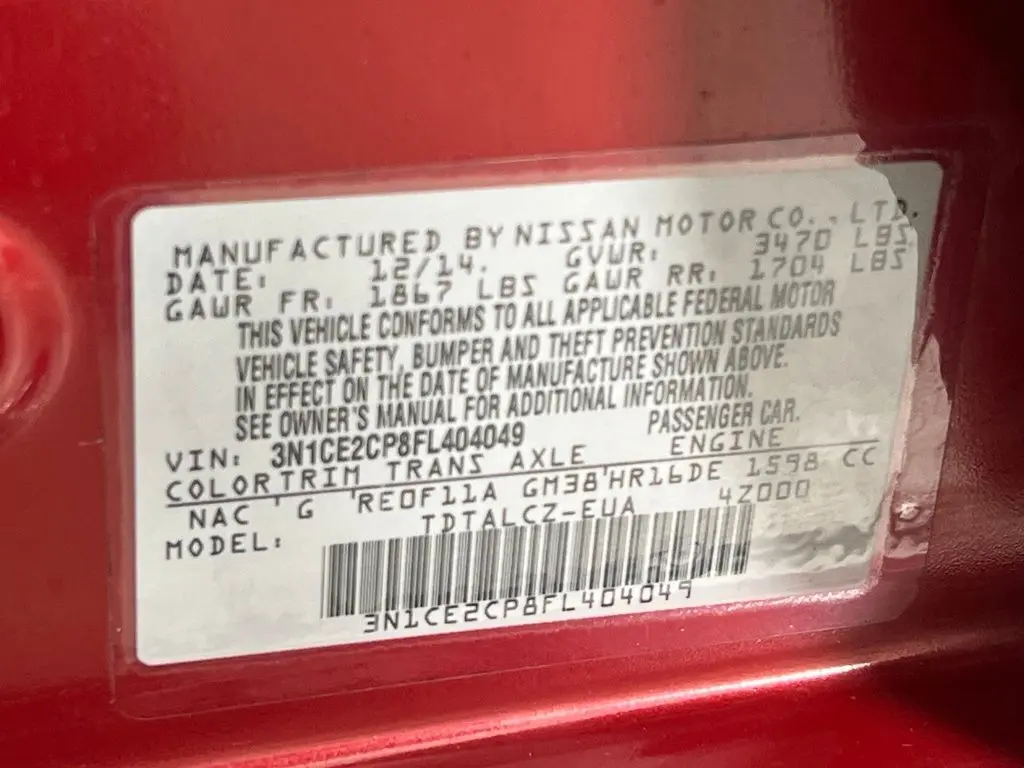 MANUFACTURED BY NISSAN MOTOR CO., LTD.
DATE: 12/14. GVWR: 3470 LBS
GAWR FR: 1867 LBS GAWR RR: 1704 LBS
THIS VEHICLE CONFORMS TO ALL APPLICABLE FEDERAL MOTOR
VEHICLE SAFETY, BUMPER AND THEFT PREVENTION STANDARDS
IN EFFECT ON THE DATE OF MANUFACTURE SHOWN ABOVE.
SEE OWNER'S MANUAL FOR ADDITIONAL INFORMATION.
VIN: 3N1CE2CP8FL404049 PASSENGER CAR.
COLOR TRIM TRANS AXLE ENGINE
NAC 'G 'RE0F11A GM38'HR16DE 1598 CC
MODEL: TDTALCZ-EUA 4Z000
3N1CE2CP8FL404049